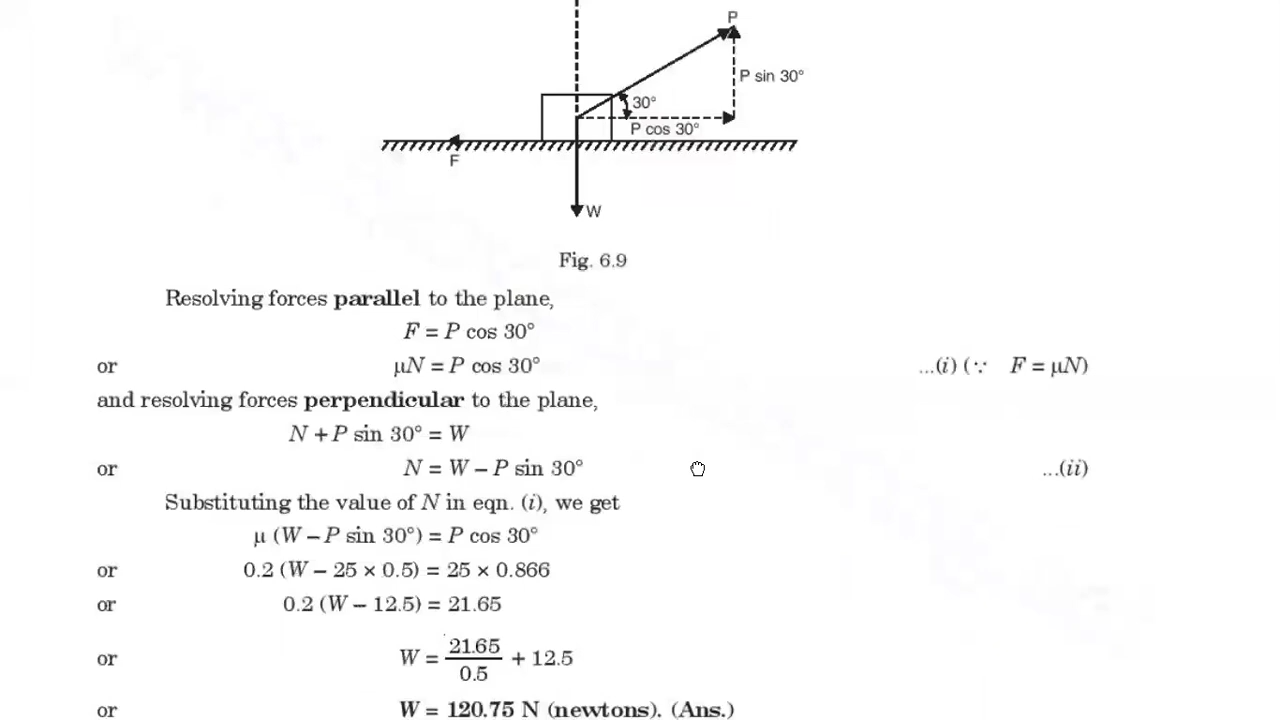 P
P sin 30°
30°
P cos 30°
F
W
Fig. 6.9
Resolving forces parallel to the plane,
F = P cos 30°
or μN = P cos 30° ...(i) (∵ F = μN)
and resolving forces perpendicular to the plane,
N + P sin 30° = W
or N = W – P sin 30° ...(ii)
Substituting the value of N in eqn. (i), we get
μ (W – P sin 30°) = P cos 30°
or 0.2 (W – 25 × 0.5) = 25 × 0.866
or 0.2 (W – 12.5) = 21.65
or W = 21.65 / 0.5 + 12.5
or W = 120.75 N (newtons). (Ans.)